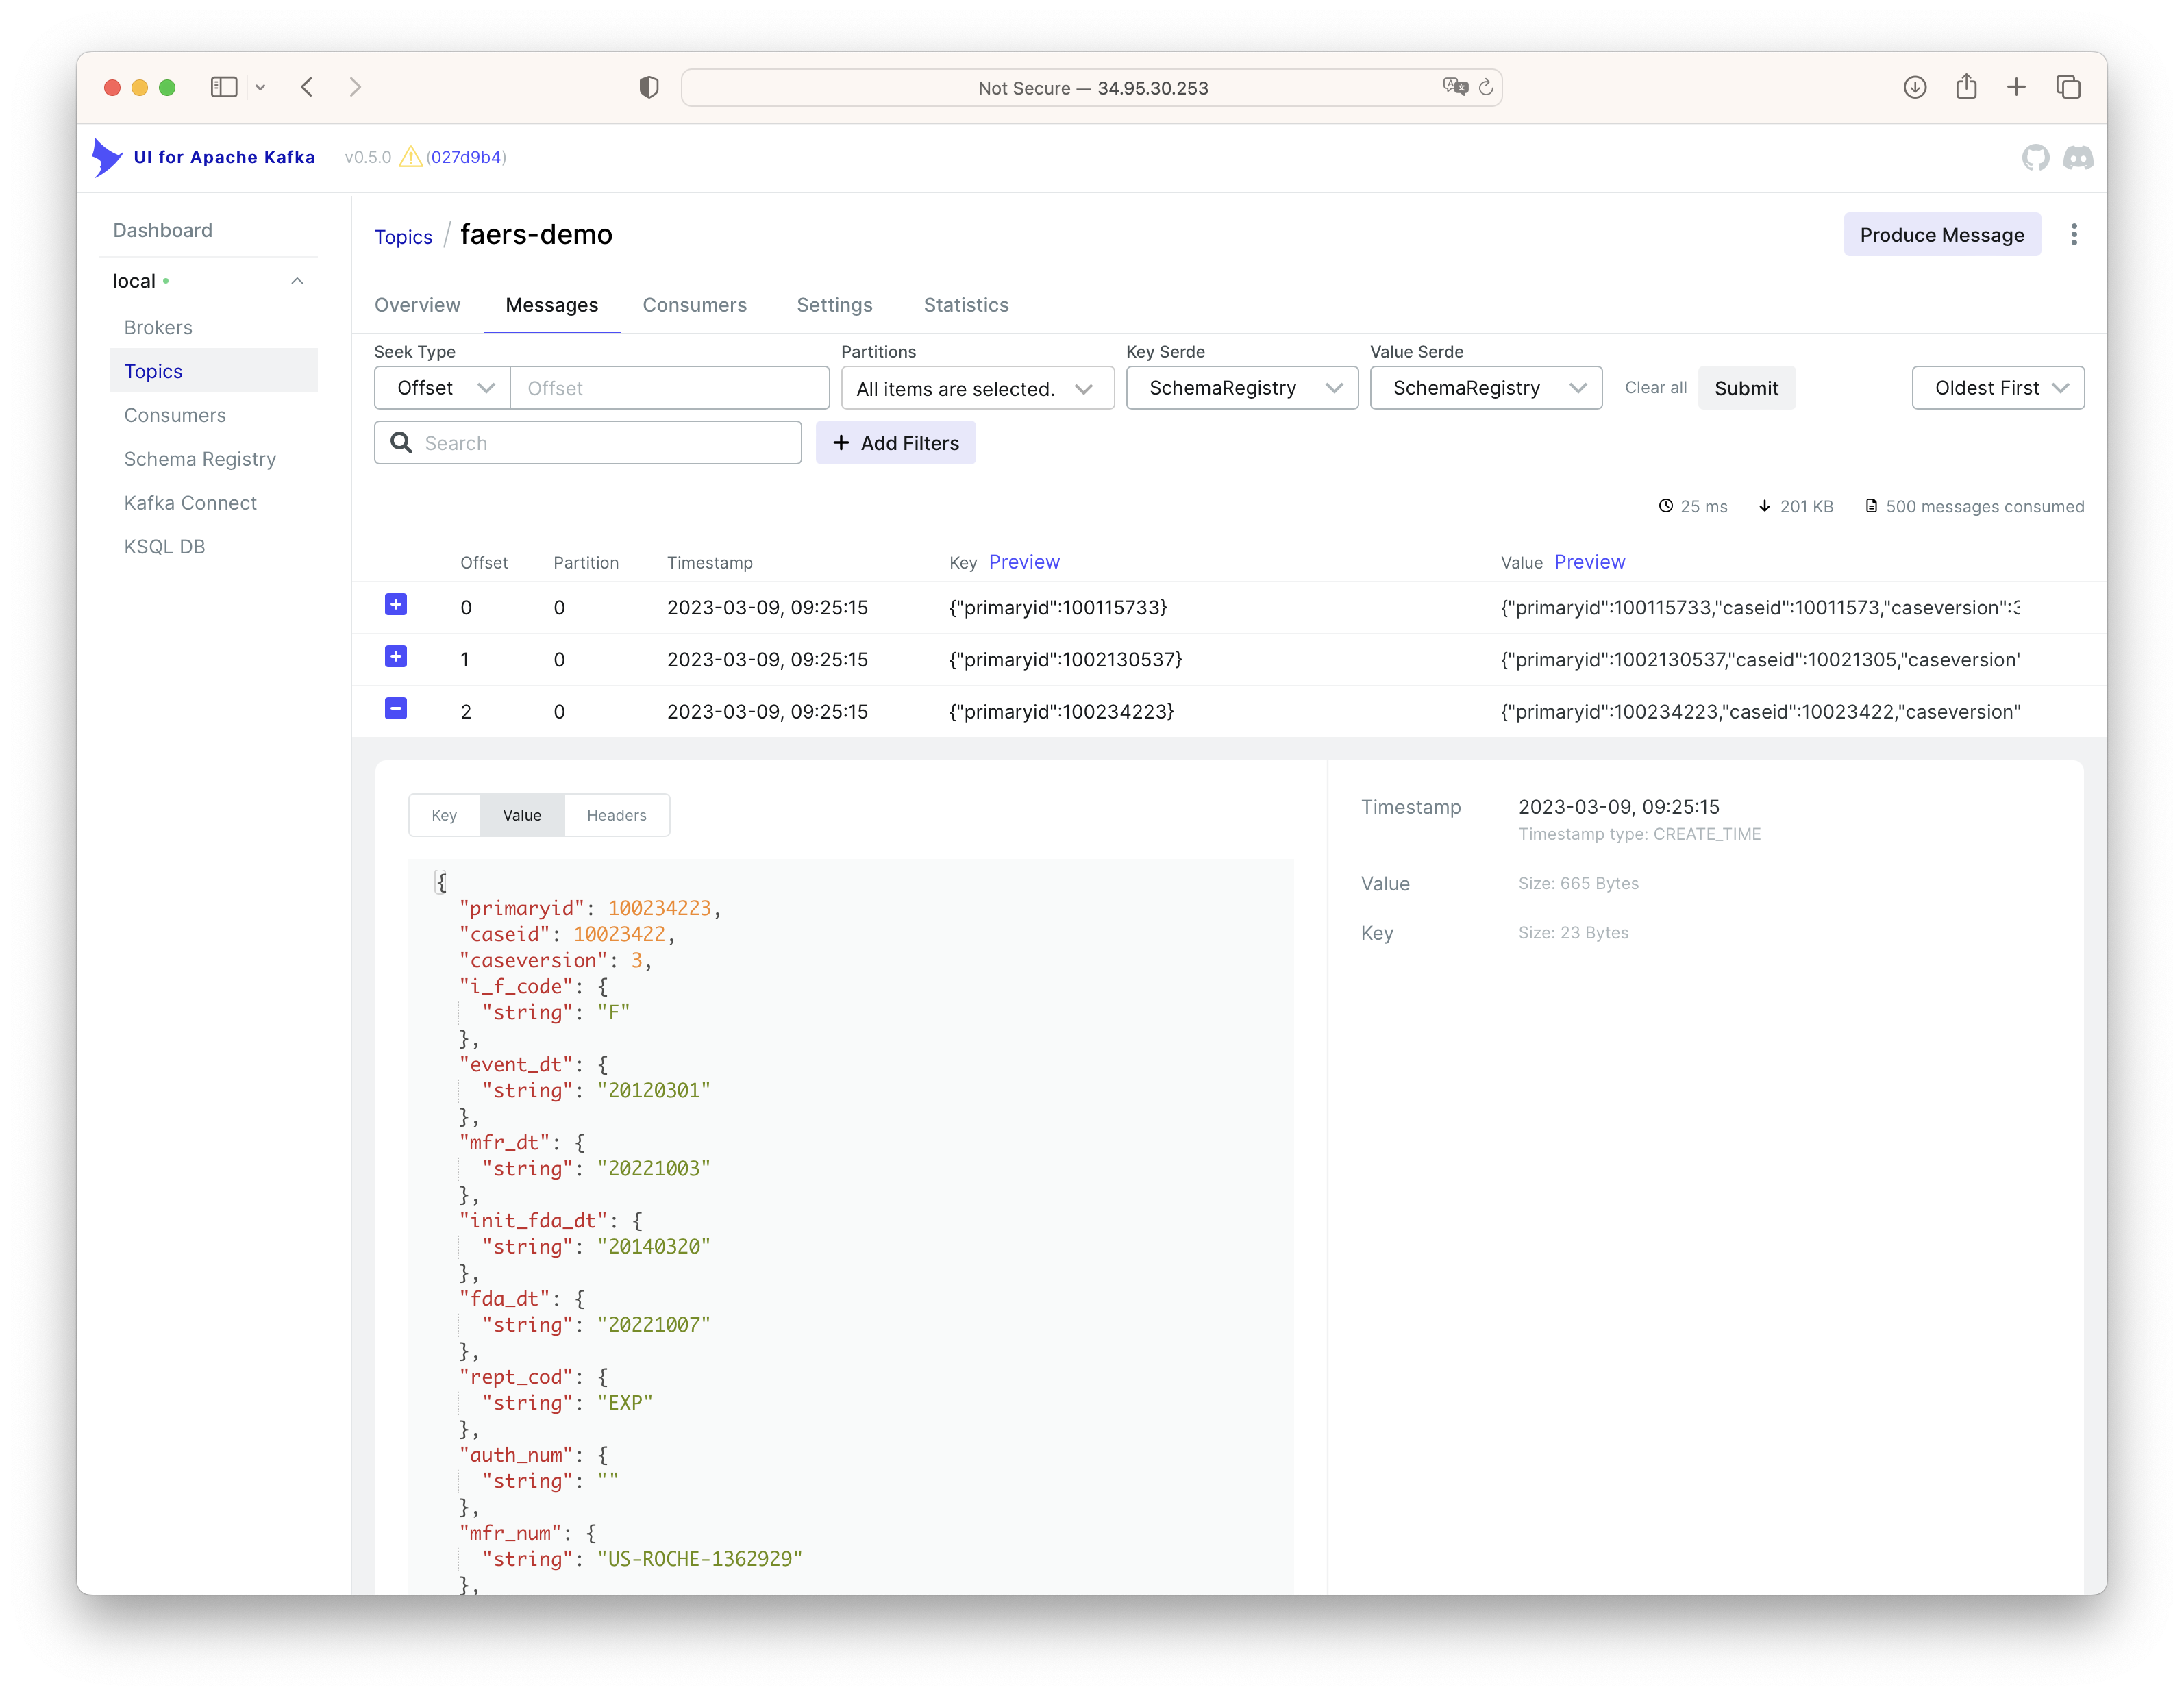 Not Secure — 34.95.30.253
UI for Apache Kafka v0.5.0 (027d9b4)
Dashboard
local
Brokers
Topics
Consumers
Schema Registry
Kafka Connect
KSQL DB
Topics / faers-demo
Produce Message
Overview Messages Consumers Settings Statistics
Seek Type Partitions Key Serde Value Serde
Offset Offset All items are selected. SchemaRegistry SchemaRegistry Clear all Submit Oldest First
Search + Add Filters
25 ms 201 KB 500 messages consumed
Offset Partition Timestamp Key Preview Value Preview
0 0 2023-03-09, 09:25:15 {"primaryid":100115733} {"primaryid":100115733,"caseid":10011573,"caseversion":3
1 0 2023-03-09, 09:25:15 {"primaryid":1002130537} {"primaryid":1002130537,"caseid":10021305,"caseversion"
2 0 2023-03-09, 09:25:15 {"primaryid":100234223} {"primaryid":100234223,"caseid":10023422,"caseversion"
Key Value Headers
{
"primaryid": 100234223,
"caseid": 10023422,
"caseversion": 3,
"i_f_code": {
"string": "F"
},
"event_dt": {
"string": "20120301"
},
"mfr_dt": {
"string": "20221003"
},
"init_fda_dt": {
"string": "20140320"
},
"fda_dt": {
"string": "20221007"
},
"rept_cod": {
"string": "EXP"
},
"auth_num": {
"string": ""
},
"mfr_num": {
"string": "US-ROCHE-1362929"
},
Timestamp 2023-03-09, 09:25:15
Timestamp type: CREATE_TIME
Value Size: 665 Bytes
Key Size: 23 Bytes